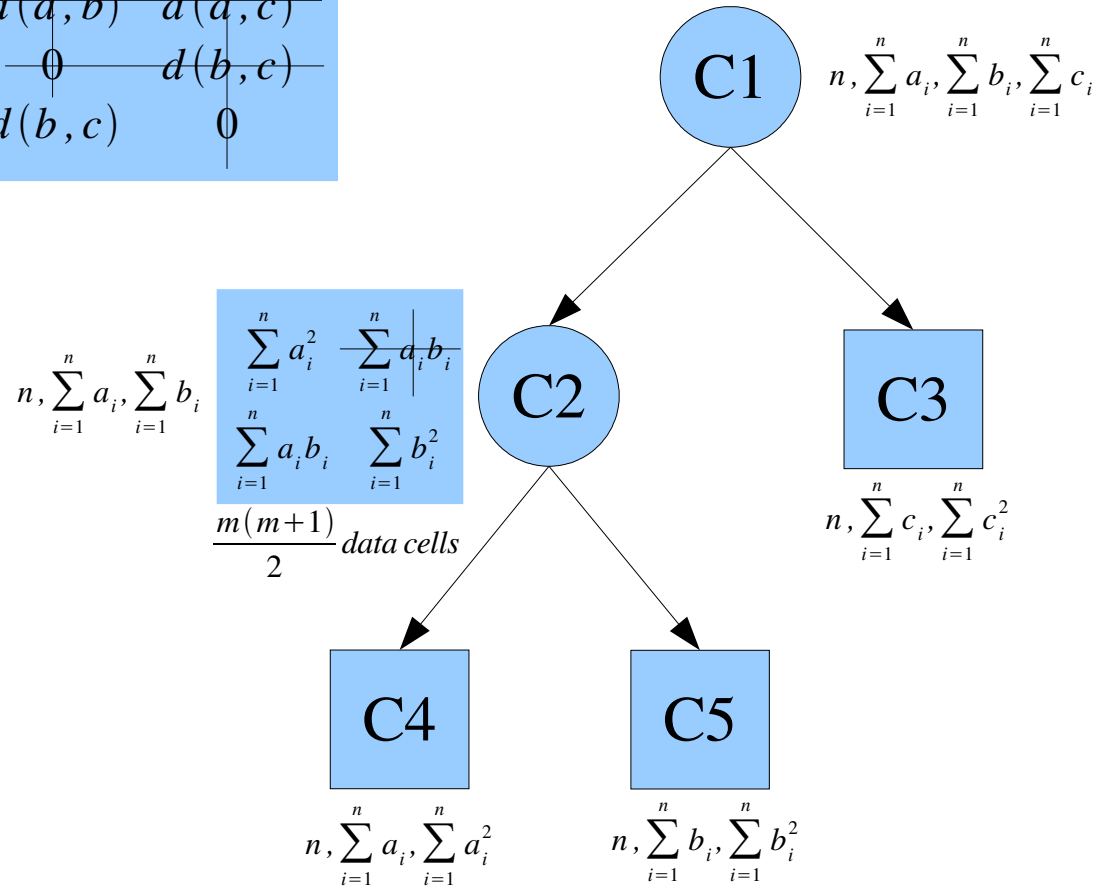 d(a,b) d(a,c)
0 d(b,c)
d(b,c) 0
C1
n, ∑_{i=1}^{n} a_i, ∑_{i=1}^{n} b_i, ∑_{i=1}^{n} c_i
n, ∑_{i=1}^{n} a_i, ∑_{i=1}^{n} b_i
∑_{i=1}^{n} a_i^2 ∑_{i=1}^{n} a_i b_i
∑_{i=1}^{n} a_i b_i ∑_{i=1}^{n} b_i^2
m(m+1)/2 data cells
C2
C3
n, ∑_{i=1}^{n} c_i, ∑_{i=1}^{n} c_i^2
C4
n, ∑_{i=1}^{n} a_i, ∑_{i=1}^{n} a_i^2
C5
n, ∑_{i=1}^{n} b_i, ∑_{i=1}^{n} b_i^2